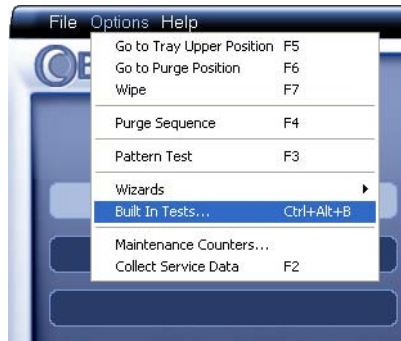 File Options Help
Go to Tray Upper Position F5
Go to Purge Position F6
Wipe F7
Purge Sequence F4
Pattern Test F3
Wizards
Built In Tests... Ctrl+Alt+B
Maintenance Counters...
Collect Service Data F2